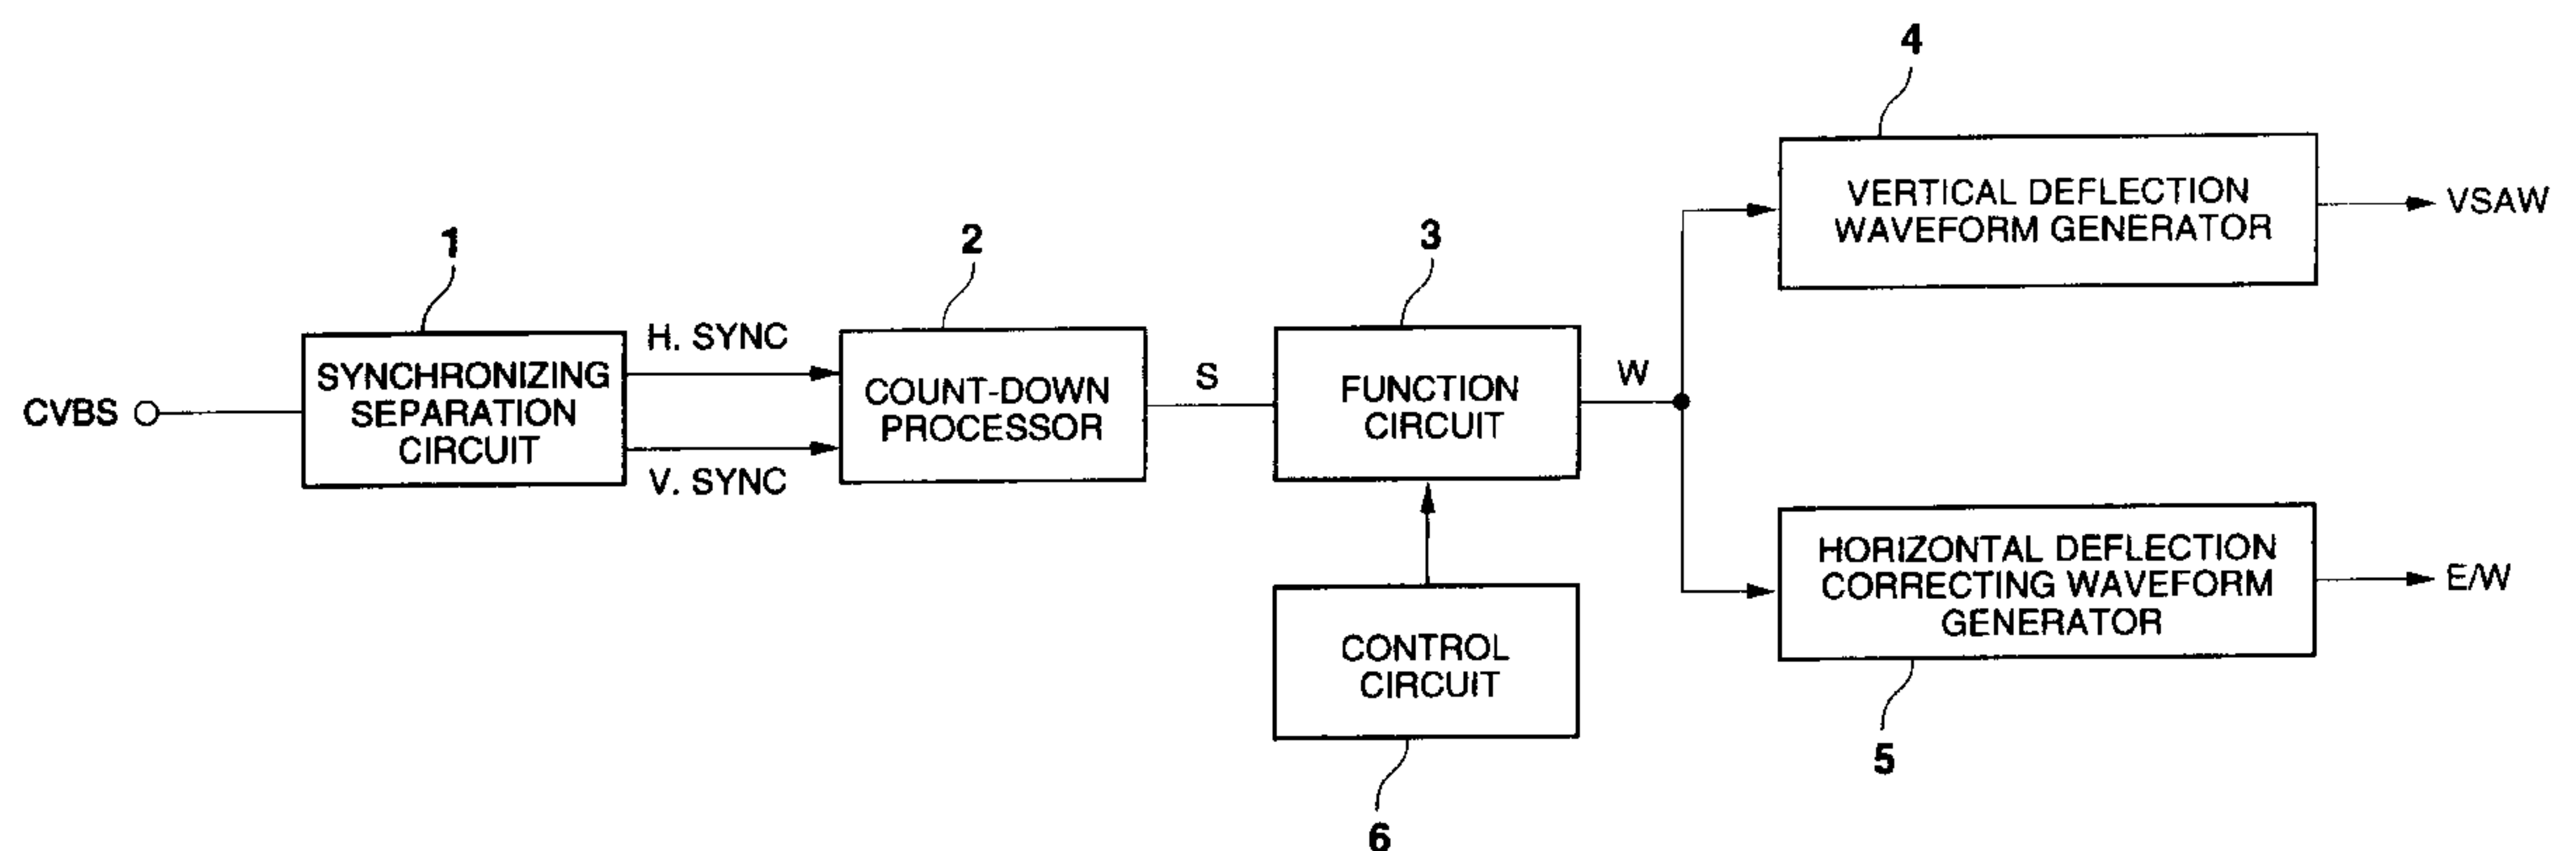 4
VERTICAL DEFLECTION
WAVEFORM GENERATOR
VSAW
1
2
3
H. SYNC
SYNCHRONIZING
SEPARATION
CIRCUIT
CVBS
V. SYNC
COUNT-DOWN
PROCESSOR
S
FUNCTION
CIRCUIT
W
HORIZONTAL DEFLECTION
CORRECTING WAVEFORM
GENERATOR
E/W
CONTROL
CIRCUIT
5
6